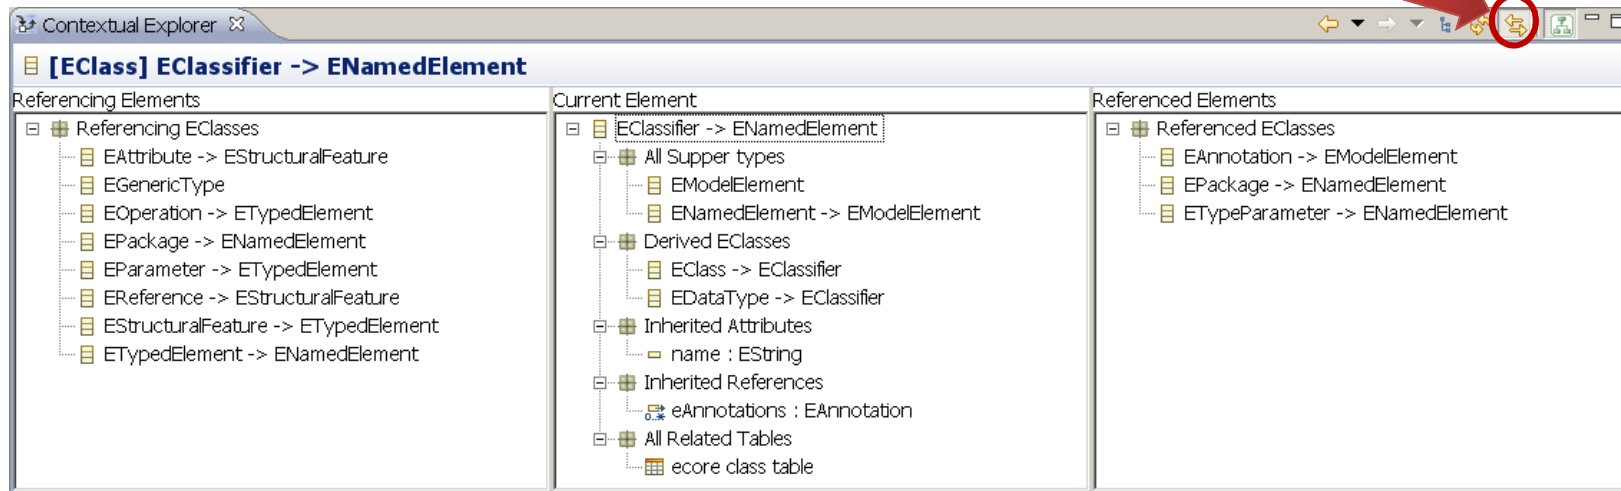 Contextual Explorer
[EClass] EClassifier -> ENamedElement
Referencing Elements
Referencing EClasses
EAttribute -> EStructuralFeature
EGenericType
EOperation -> ETypedElement
EPackage -> ENamedElement
EParameter -> ETypedElement
EReference -> EStructuralFeature
EStructuralFeature -> ETypedElement
ETypedElement -> ENamedElement
Current Element
EClassifier -> ENamedElement
All Supper types
EModelElement
ENamedElement -> EModelElement
Derived EClasses
EClass -> EClassifier
EDataType -> EClassifier
Inherited Attributes
name : EString
Inherited References
0..* eAnnotations : EAnnotation
All Related Tables
ecore class table
Referenced Elements
Referenced EClasses
EAnnotation -> EModelElement
EPackage -> ENamedElement
ETypeParameter -> ENamedElement